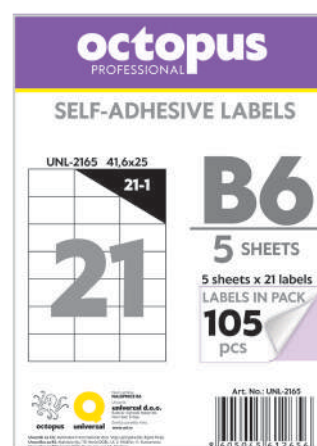 octopus
PROFESSIONAL
SELF-ADHESIVE LABELS
UNL-2165 41,6x25
21-1
21
B6
5 SHEETS
5 sheets x 21 labels
LABELS IN PACK
105
pcs
Art. No.: UNL-2165
octopus
universal
universal d.o.o.